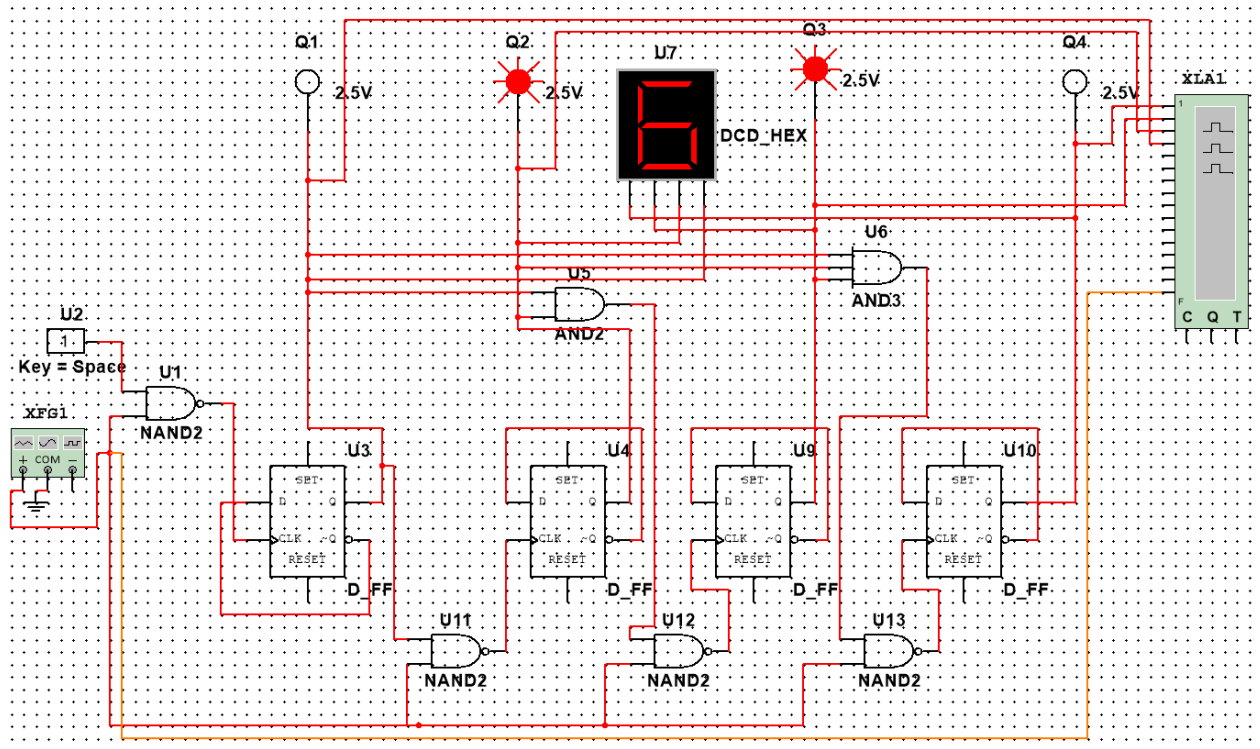 Q1
Q2
Q3
Q4
U7
2.5V
2.5V
2.5V
2.5V
XLA1
DCD_HEX
6
1
U6
U5
AND3
AND2
F
C Q T
U2
1
Key = Space
U1
XFG1
NAND2
+ COM −
U3
U4
U9
U10
SET
D Q
CLK ~Q
RESET
D_FF
SET
D Q
CLK ~Q
RESET
D_FF
SET
D Q
CLK ~Q
RESET
D_FF
SET
D Q
CLK ~Q
RESET
D_FF
U11
U12
U13
NAND2
NAND2
NAND2